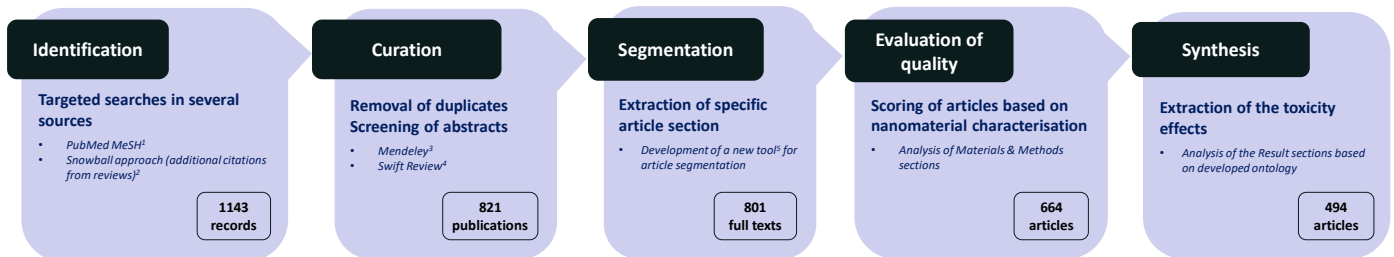 Identification
Targeted searches in several
sources
• PubMed MeSH¹
• Snowball approach (additional citations
from reviews)²
1143
records
Curation
Removal of duplicates
Screening of abstracts
• Mendeley³
• Swift Review⁴
821
publications
Segmentation
Extraction of specific
article section
• Development of a new tool⁵ for
article segmentation
801
full texts
Evaluation of
quality
Scoring of articles based on
nanomaterial characterisation
• Analysis of Materials & Methods
sections
664
articles
Synthesis
Extraction of the toxicity
effects
• Analysis of the Result sections based
on developed ontology
494
articles